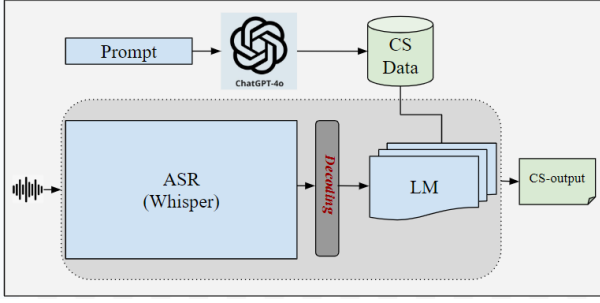 Prompt
ChatGPT-4o
CS
Data
ASR
(Whisper)
Decoding
LM
CS-output